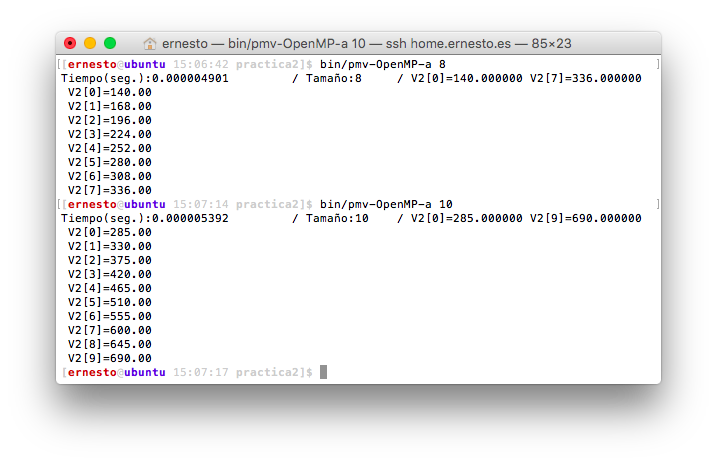 ernesto — bin/pmv-OpenMP-a 10 — ssh home.ernesto.es — 85×23
[[ernesto@ubuntu 15:06:42 practica2]$ bin/pmv-OpenMP-a 8 ]
Tiempo(seg.):0.000004901 / Tamaño:8 / V2[0]=140.000000 V2[7]=336.000000
V2[0]=140.00
V2[1]=168.00
V2[2]=196.00
V2[3]=224.00
V2[4]=252.00
V2[5]=280.00
V2[6]=308.00
V2[7]=336.00
[[ernesto@ubuntu 15:07:14 practica2]$ bin/pmv-OpenMP-a 10 ]
Tiempo(seg.):0.000005392 / Tamaño:10 / V2[0]=285.000000 V2[9]=690.000000
V2[0]=285.00
V2[1]=330.00
V2[2]=375.00
V2[3]=420.00
V2[4]=465.00
V2[5]=510.00
V2[6]=555.00
V2[7]=600.00
V2[8]=645.00
V2[9]=690.00
[ernesto@ubuntu 15:07:17 practica2]$